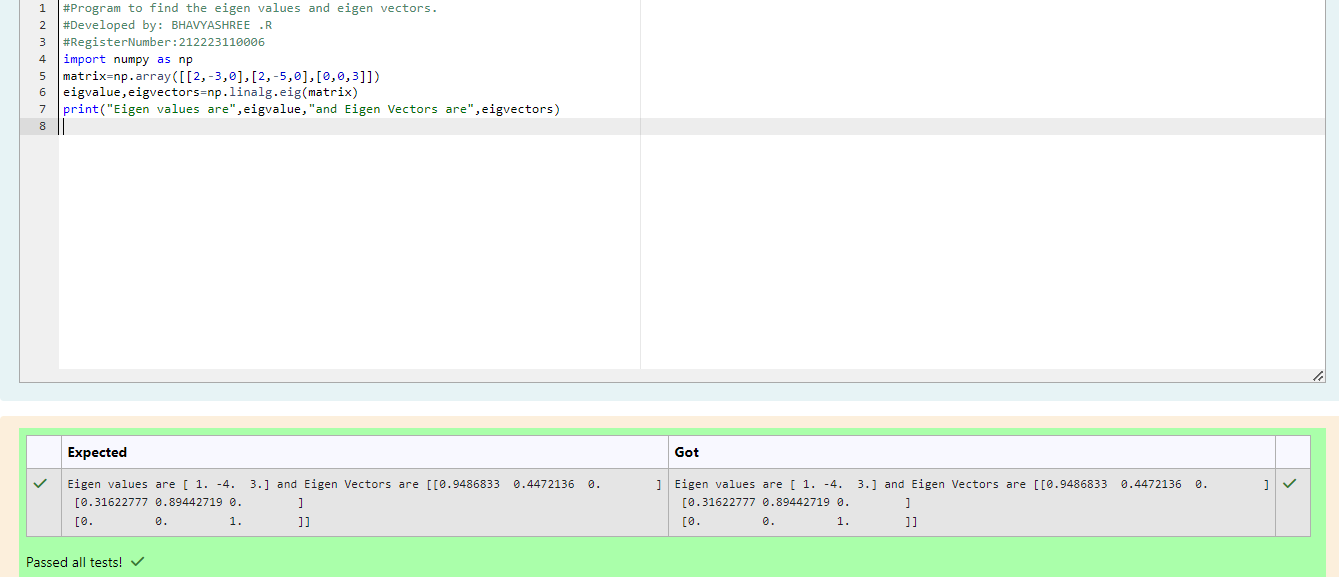 1 #Program to find the eigen values and eigen vectors.
2 #Developed by: BHAVYASHREE .R
3 #RegisterNumber:212223110006
4 import numpy as np
5 matrix=np.array([[2,-3,0],[2,-5,0],[0,0,3]])
6 eigvalue,eigvectors=np.linalg.eig(matrix)
7 print("Eigen values are",eigvalue,"and Eigen Vectors are",eigvectors)
8
Expected Got
Eigen values are [ 1. -4.  3.] and Eigen Vectors are [[0.9486833  0.4472136  0.        ] Eigen values are [ 1. -4.  3.] and Eigen Vectors are [[0.9486833  0.4472136  0.        ]
[0.31622777 0.89442719 0.        ] [0.31622777 0.89442719 0.        ]
[0.         0.         1.        ]] [0.         0.         1.        ]]
Passed all tests!